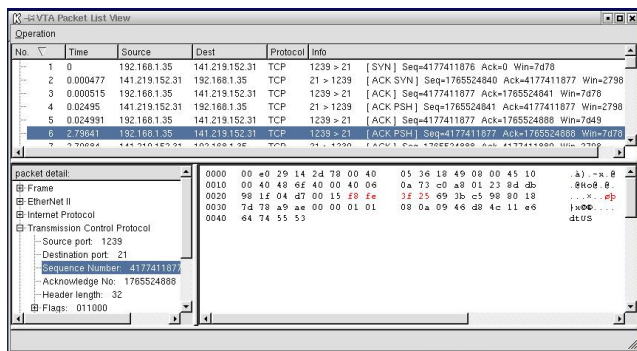 VTA Packet List View
Operation
No. Time Source Dest Protocol Info
1 0 192.168.1.35 141.219.152.31 TCP 1239 > 21 [ SYN ] Seq=4177411876 Ack=0 Win=7d78
2 0.000477 141.219.152.31 192.168.1.35 TCP 21 > 1239 [ ACK SYN ] Seq=1765524840 Ack=4177411877 Win=2798
3 0.000515 192.168.1.35 141.219.152.31 TCP 1239 > 21 [ ACK ] Seq=4177411877 Ack=1765524841 Win=7d78
4 0.02495 141.219.152.31 192.168.1.35 TCP 21 > 1239 [ ACK PSH ] Seq=1765524841 Ack=4177411877 Win=2798
5 0.024991 192.168.1.35 141.219.152.31 TCP 1239 > 21 [ ACK ] Seq=4177411877 Ack=1765524888 Win=7d49
6 2.79641 192.168.1.35 141.219.152.31 TCP 1239 > 21 [ ACK PSH ] Seq=4177411877 Ack=1765524888 Win=7d78
packet detail:
Frame
EtherNet II
Internet Protocol
Transmission Control Protocol
Source port: 1239
Destination port: 21
Sequence Number: 4177411877
Acknowledge No: 1765524888
Header length: 32
Flags: 011000
0000 00 e0 29 14 2d 78 00 40 05 36 18 49 08 00 45 10 .à).-x.@
0010 00 40 48 6f 40 00 40 06 0a 73 c0 a8 01 23 8d db .@Ho@.@.
0020 98 1f 04 d7 00 15 f8 fe 3f 25 69 3b c5 98 80 18 ...×..øþ
0030 7d 78 a9 ae 00 00 01 01 08 0a 09 46 d8 4c 11 e6 }x©®....
0040 64 74 55 53 dtUS